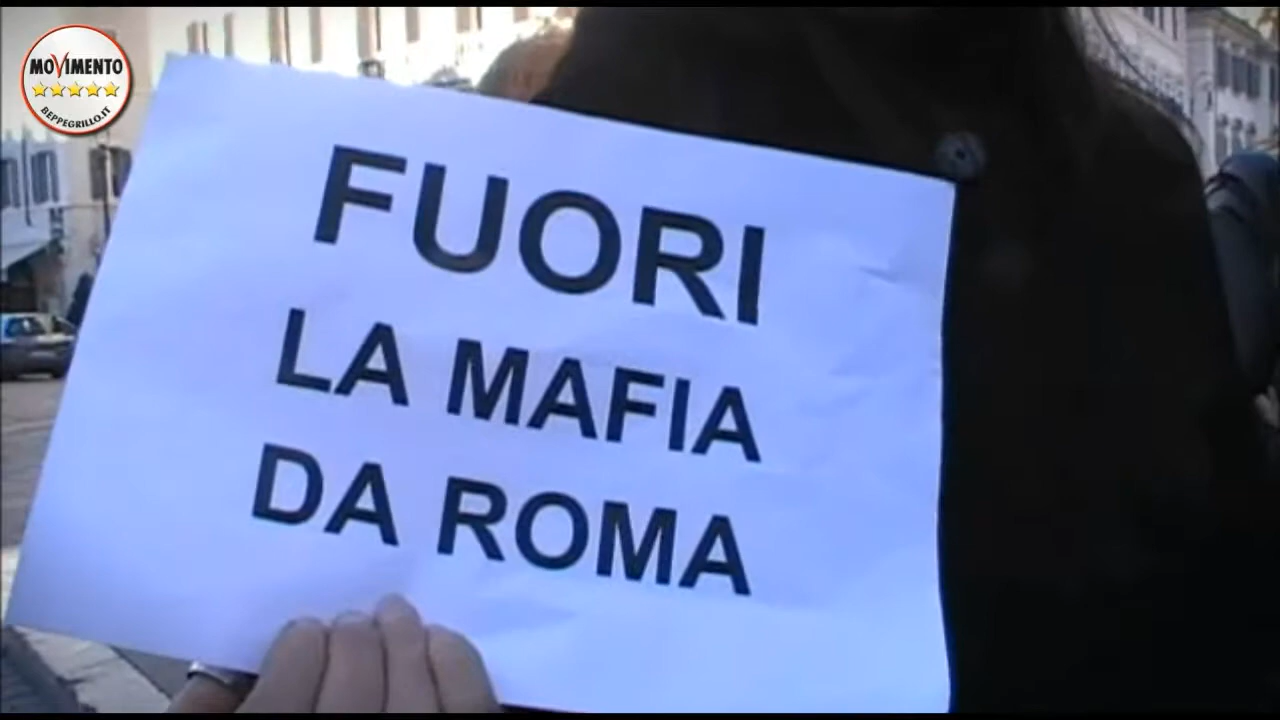 MOVIMENTO
BEPPEGRILLO.IT
FUORI
LA MAFIA
DA ROMA